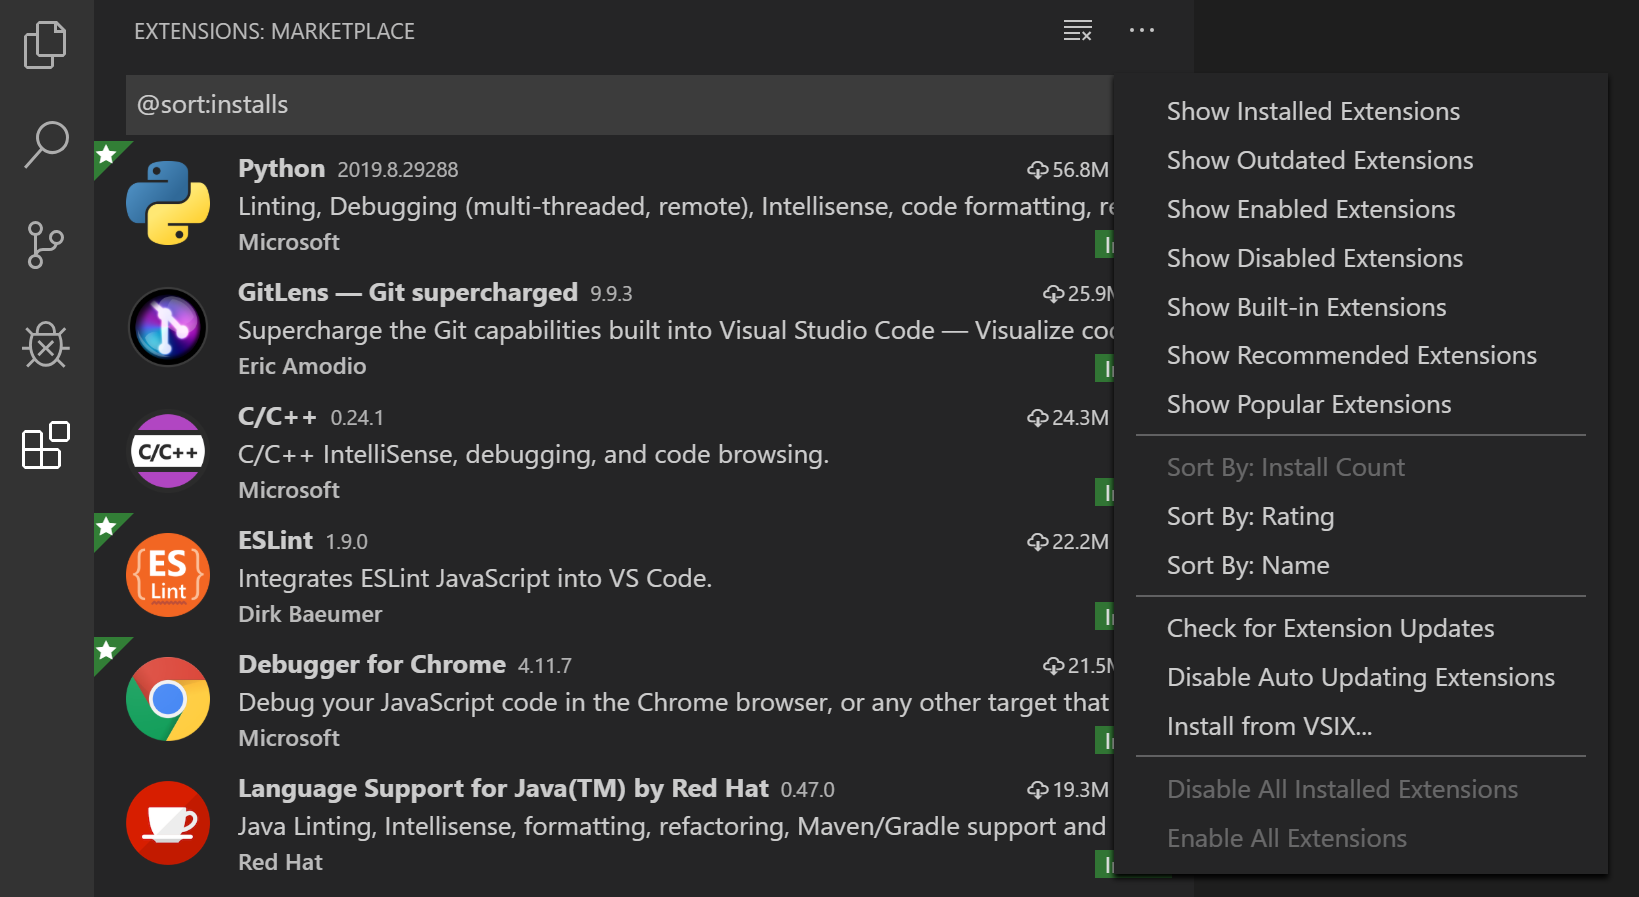 EXTENSIONS: MARKETPLACE
@sort:installs
Python 2019.8.29288 56.8M
Linting, Debugging (multi-threaded, remote), Intellisense, code formatting,
Microsoft
GitLens — Git supercharged 9.9.3 25.9M
Supercharge the Git capabilities built into Visual Studio Code — Visualize
Eric Amodio
C/C++
C/C++ 0.24.1 24.3M
C/C++ IntelliSense, debugging, and code browsing.
Microsoft
ES
Lint
ESLint 1.9.0 22.2M
Integrates ESLint JavaScript into VS Code.
Dirk Baeumer
Debugger for Chrome 4.11.7 21.5M
Debug your JavaScript code in the Chrome browser, or any other target that
Microsoft
Language Support for Java(TM) by Red Hat 0.47.0 19.3M
Java Linting, Intellisense, formatting, refactoring, Maven/Gradle support and
Red Hat
Show Installed Extensions
Show Outdated Extensions
Show Enabled Extensions
Show Disabled Extensions
Show Built-in Extensions
Show Recommended Extensions
Show Popular Extensions
Sort By: Install Count
Sort By: Rating
Sort By: Name
Check for Extension Updates
Disable Auto Updating Extensions
Install from VSIX...
Disable All Installed Extensions
Enable All Extensions